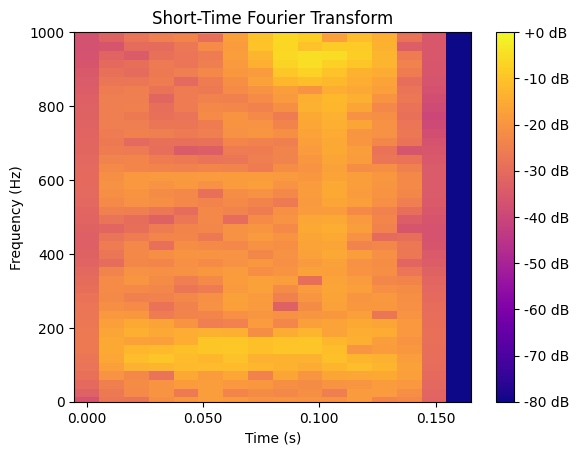 Short-Time Fourier Transform
1000
800
600
400
200
0
Frequency (Hz)
0.000
0.050
0.100
0.150
Time (s)
+0 dB
-10 dB
-20 dB
-30 dB
-40 dB
-50 dB
-60 dB
-70 dB
-80 dB